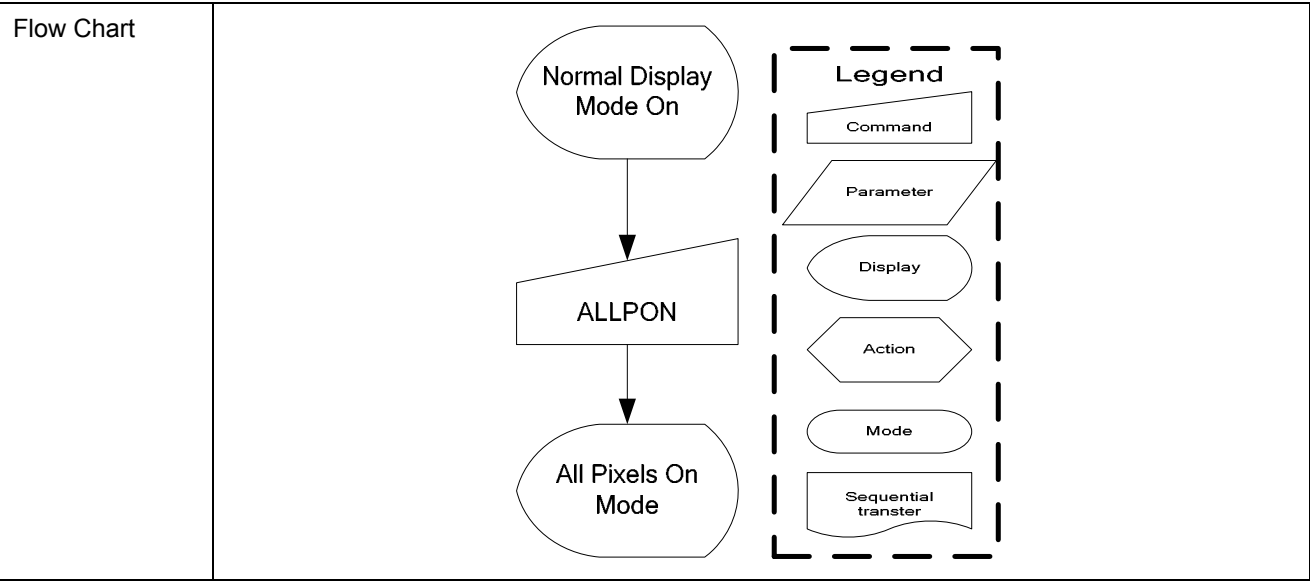 Flow Chart
Normal Display
Mode On
ALLPON
All Pixels On
Mode
Legend
Command
Parameter
Display
Action
Mode
Sequential
transter